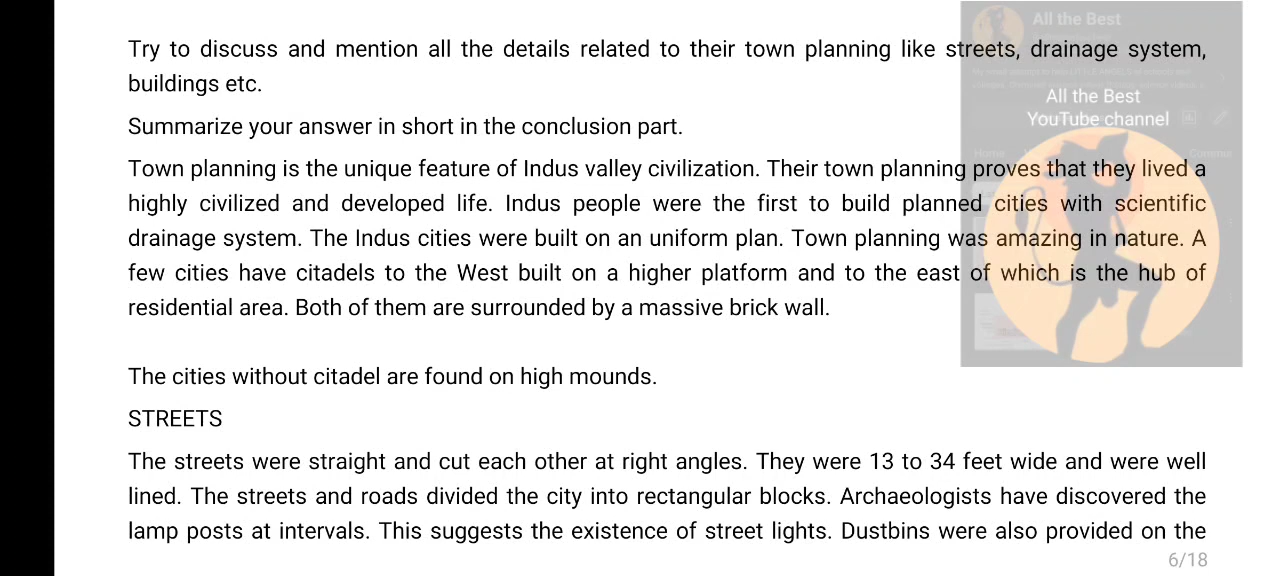 All the Best
Try to discuss and mention all the details related to their town planning like streets, drainage system,
buildings etc.
All the Best
YouTube channel
Summarize your answer in short in the conclusion part.
Home
Town planning is the unique feature of Indus valley civilization. Their town planning proves that they lived a
highly civilized and developed life. Indus people were the first to build planned cities with scientific
drainage system. The Indus cities were built on an uniform plan. Town planning was amazing in nature. A
few cities have citadels to the West built on a higher platform and to the east of which is the hub of
residential area. Both of them are surrounded by a massive brick wall.
The cities without citadel are found on high mounds.
STREETS
The streets were straight and cut each other at right angles. They were 13 to 34 feet wide and were well
lined. The streets and roads divided the city into rectangular blocks. Archaeologists have discovered the
lamp posts at intervals. This suggests the existence of street lights. Dustbins were also provided on the
6/18